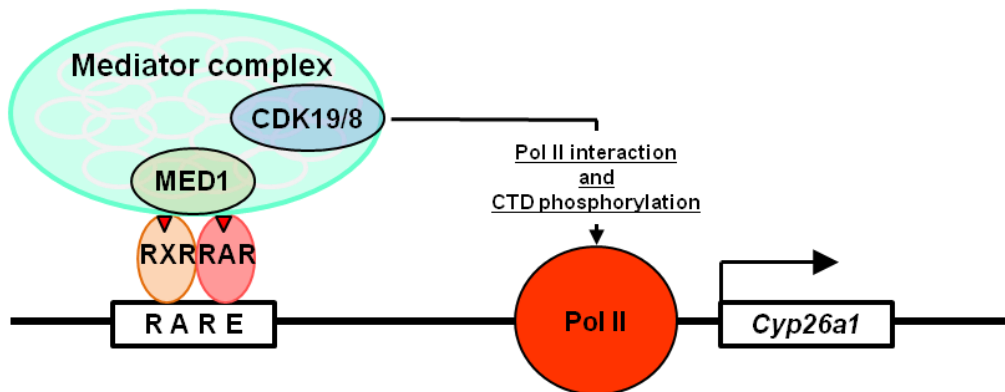 Mediator complex
CDK19/8
MED1
Pol II interaction
and
CTD phosphorylation
RXR RAR
R A R E
Pol II
Cyp26a1